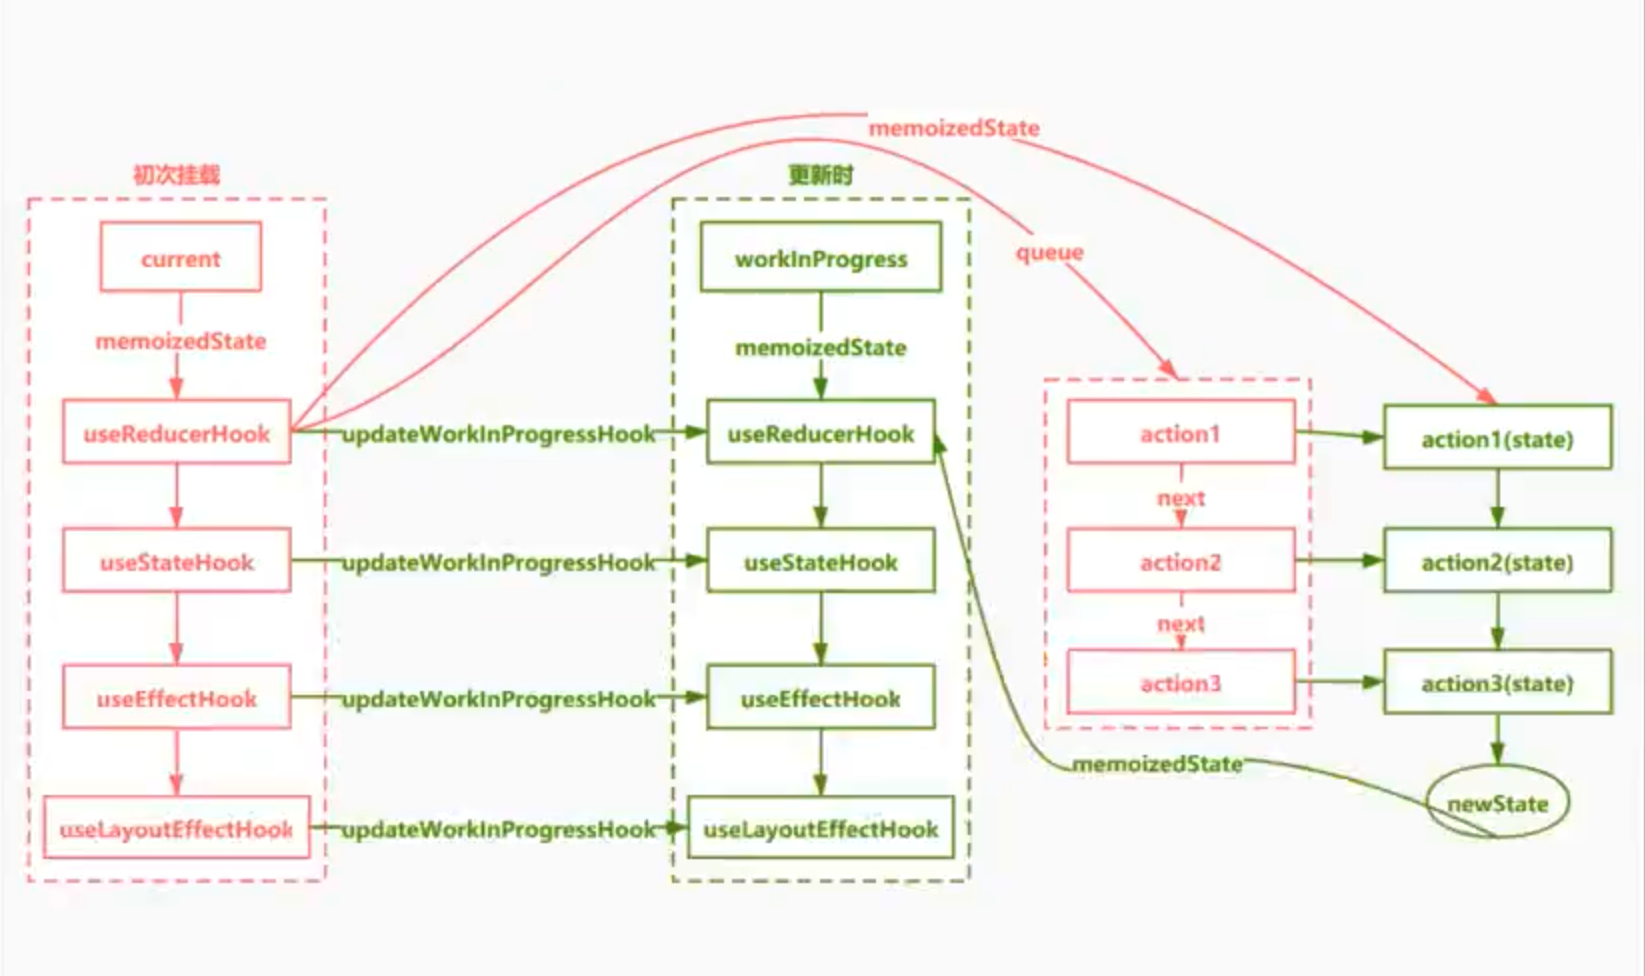 memoizedState
初次挂载
更新时
queue
current
workInProgress
memoizedState
memoizedState
useReducerHook
updateWorkInProgressHook
useReducerHook
action1
action1(state)
next
useStateHook
updateWorkInProgressHook
useStateHook
action2
action2(state)
next
useEffectHook
updateWorkInProgressHook
useEffectHook
action3
action3(state)
memoizedState
newState
useLayoutEffectHook
updateWorkInProgressHook
useLayoutEffectHook